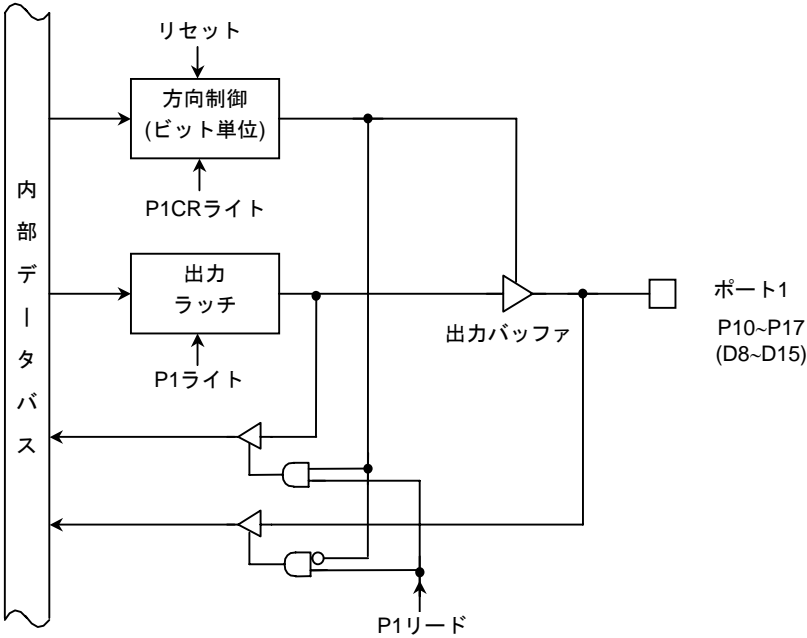 リセット
方向制御
(ビット単位)
P1CRライト
内部データバス
出力
ラッチ
P1ライト
出力バッファ
ポート1
P10~P17
(D8~D15)
P1リード